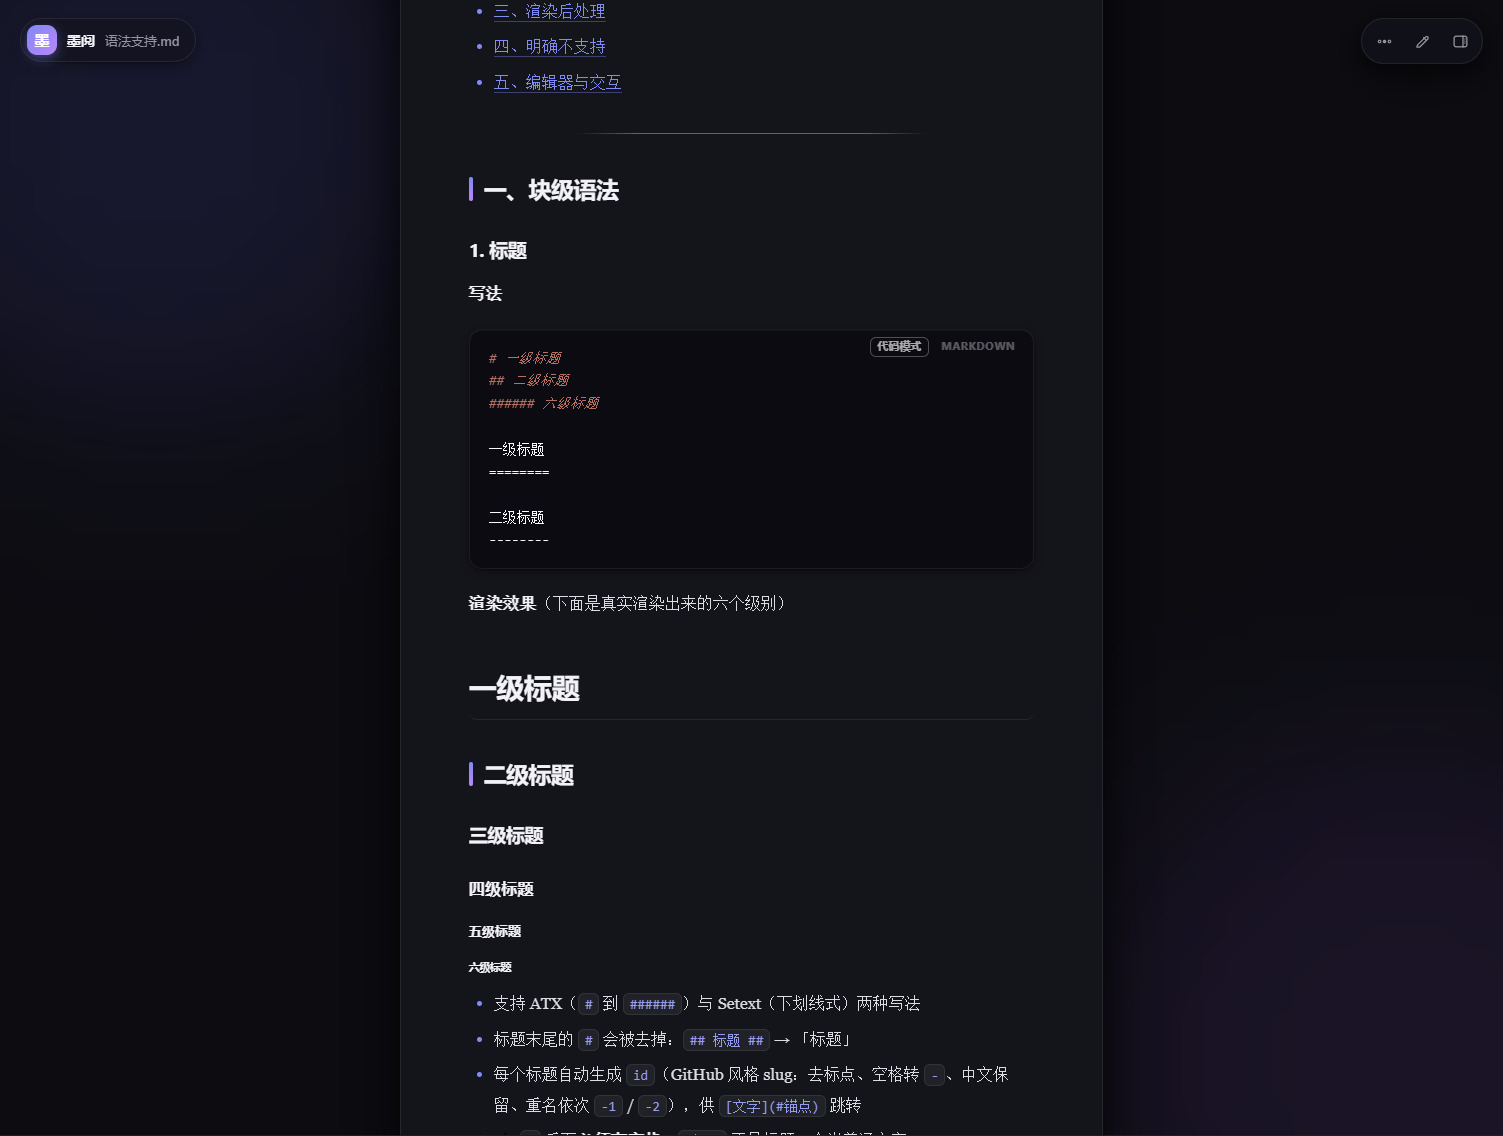 三、渲染后处理
墨 墨阅 语法支持.md
四、明确不支持
五、编辑器与交互
一、块级语法
1. 标题
写法
代码模式 MARKDOWN
# 一级标题
## 二级标题
###### 六级标题
一级标题
========
二级标题
--------
渲染效果（下面是真实渲染出来的六个级别）
一级标题
二级标题
三级标题
四级标题
五级标题
六级标题
支持 ATX（# 到 ######）与 Setext（下划线式）两种写法
标题末尾的 # 会被去掉：## 标题 ## → 「标题」
每个标题自动生成 id（GitHub 风格 slug：去标点、空格转 -、中文保
留、重名依次 -1 / -2），供 [文字](#锚点) 跳转